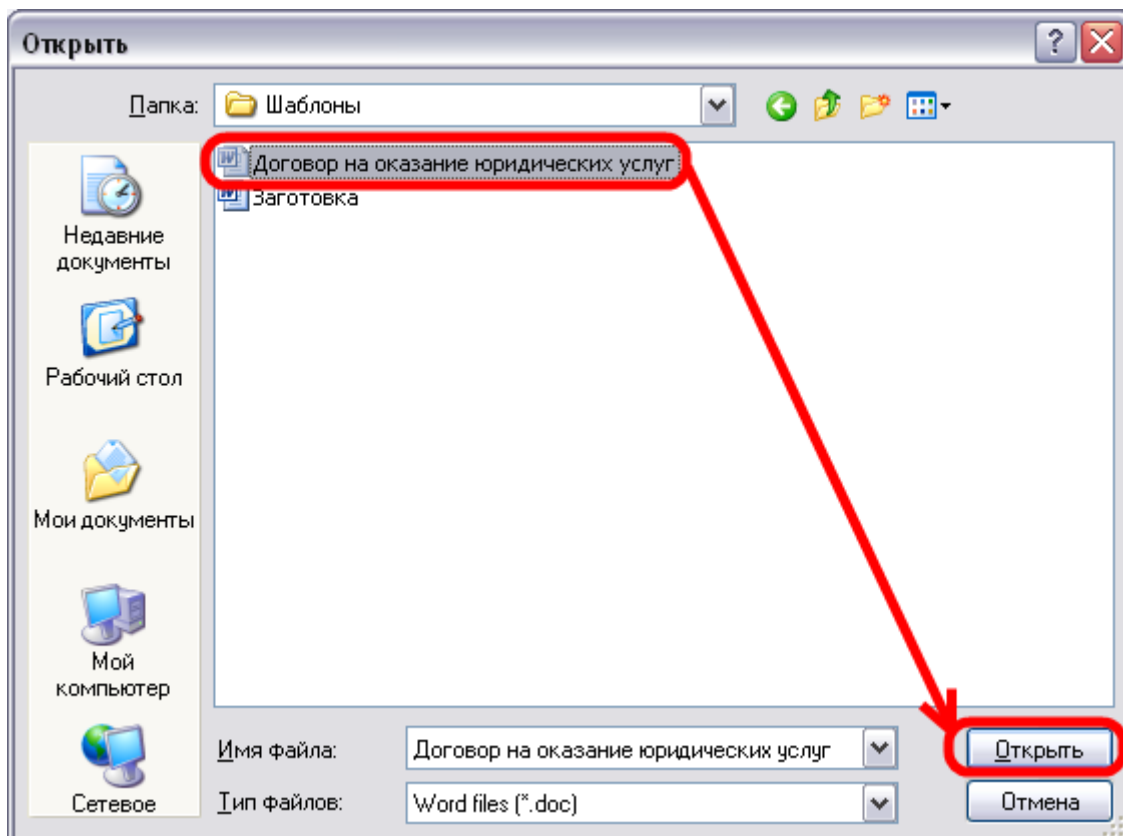 Открыть
Папка: Шаблоны
Договор на оказание юридических услуг
Заготовка
Недавние
документы
Рабочий стол
Мои документы
Мой
компьютер
Сетевое
Имя файла: Договор на оказание юридических услуг Открыть
Тип файлов: Word files (*.doc) Отмена